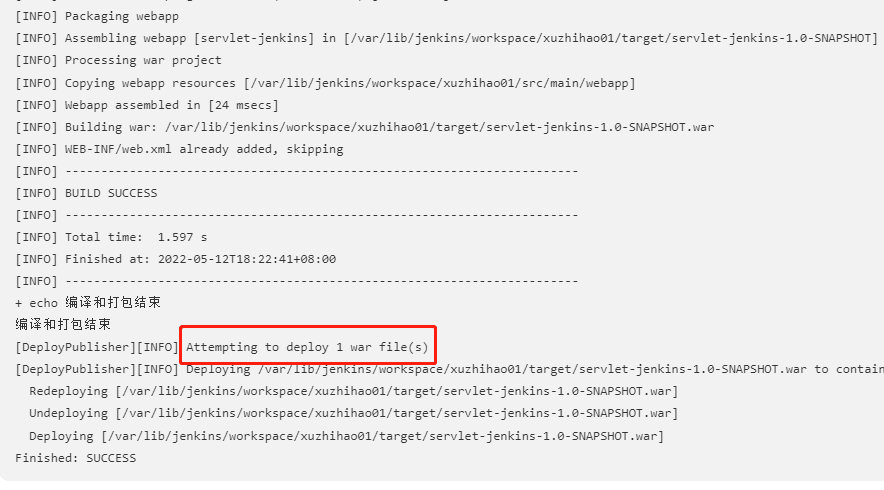 [INFO] Packaging webapp
[INFO] Assembling webapp [servlet-jenkins] in [/var/lib/jenkins/workspace/xuzhihao01/target/servlet-jenkins-1.0-SNAPSHOT]
[INFO] Processing war project
[INFO] Copying webapp resources [/var/lib/jenkins/workspace/xuzhihao01/src/main/webapp]
[INFO] Webapp assembled in [24 msecs]
[INFO] Building war: /var/lib/jenkins/workspace/xuzhihao01/target/servlet-jenkins-1.0-SNAPSHOT.war
[INFO] WEB-INF/web.xml already added, skipping
[INFO] ------------------------------------------------------------------------
[INFO] BUILD SUCCESS
[INFO] ------------------------------------------------------------------------
[INFO] Total time:  1.597 s
[INFO] Finished at: 2022-05-12T18:22:41+08:00
[INFO] ------------------------------------------------------------------------
+ echo 编译和打包结束
编译和打包结束
[DeployPublisher][INFO] Attempting to deploy 1 war file(s)
[DeployPublisher][INFO] Deploying /var/lib/jenkins/workspace/xuzhihao01/target/servlet-jenkins-1.0-SNAPSHOT.war to contain
Redeploying [/var/lib/jenkins/workspace/xuzhihao01/target/servlet-jenkins-1.0-SNAPSHOT.war]
Undeploying [/var/lib/jenkins/workspace/xuzhihao01/target/servlet-jenkins-1.0-SNAPSHOT.war]
Deploying [/var/lib/jenkins/workspace/xuzhihao01/target/servlet-jenkins-1.0-SNAPSHOT.war]
Finished: SUCCESS